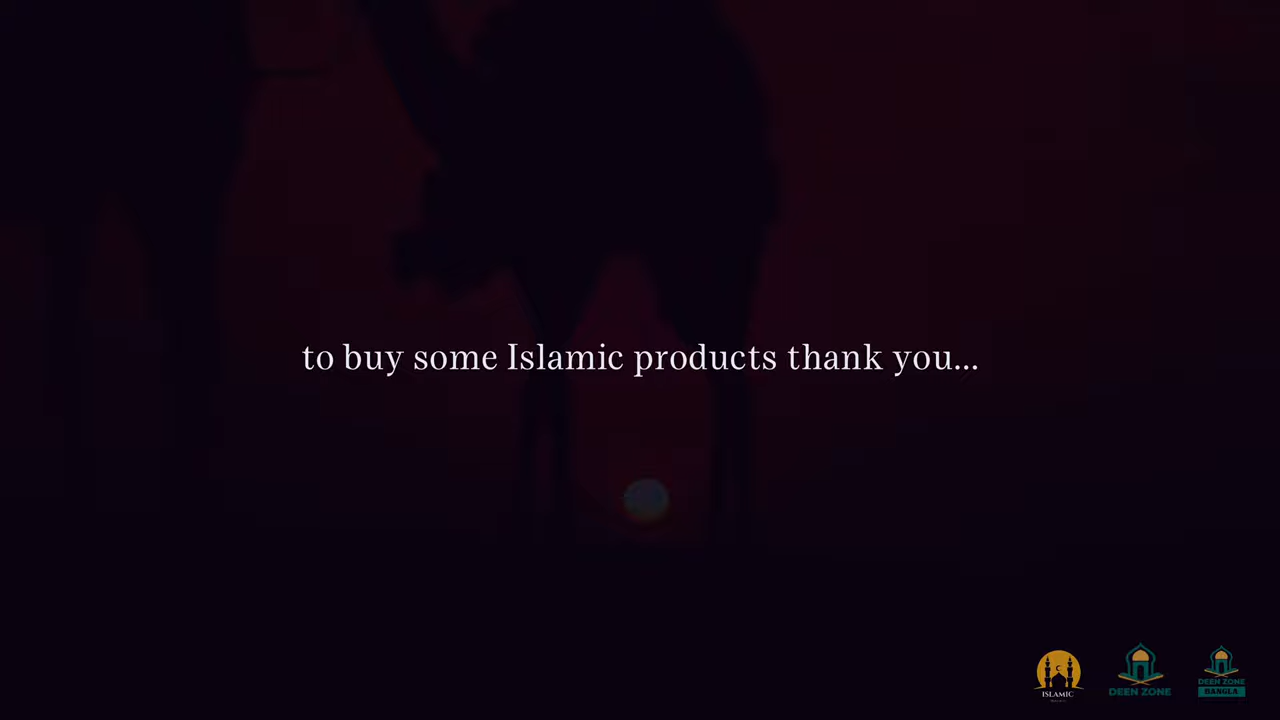 to buy some Islamic products thank you...
ISLAMIC
DEEN ZONE
DEEN ZONE
BANGLA